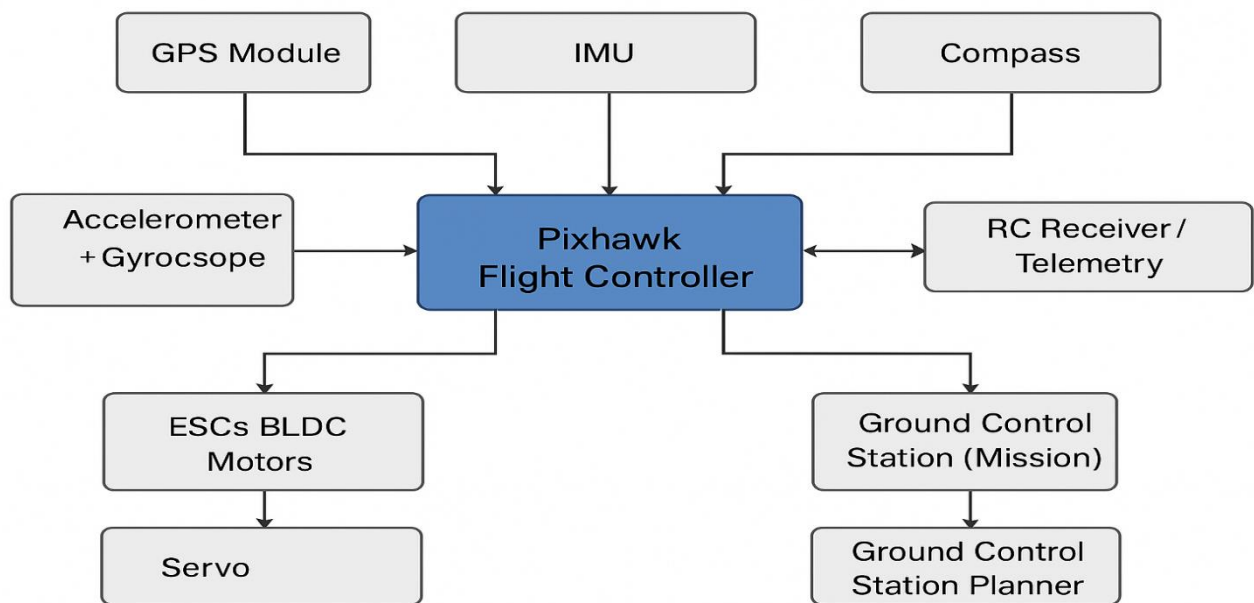 GPS Module
IMU
Compass
Accelerometer
+ Gyrocsope
Pixhawk
Flight Controller
RC Receiver /
Telemetry
ESCs BLDC
Motors
Ground Control
Station (Mission)
Servo
Ground Control
Station Planner